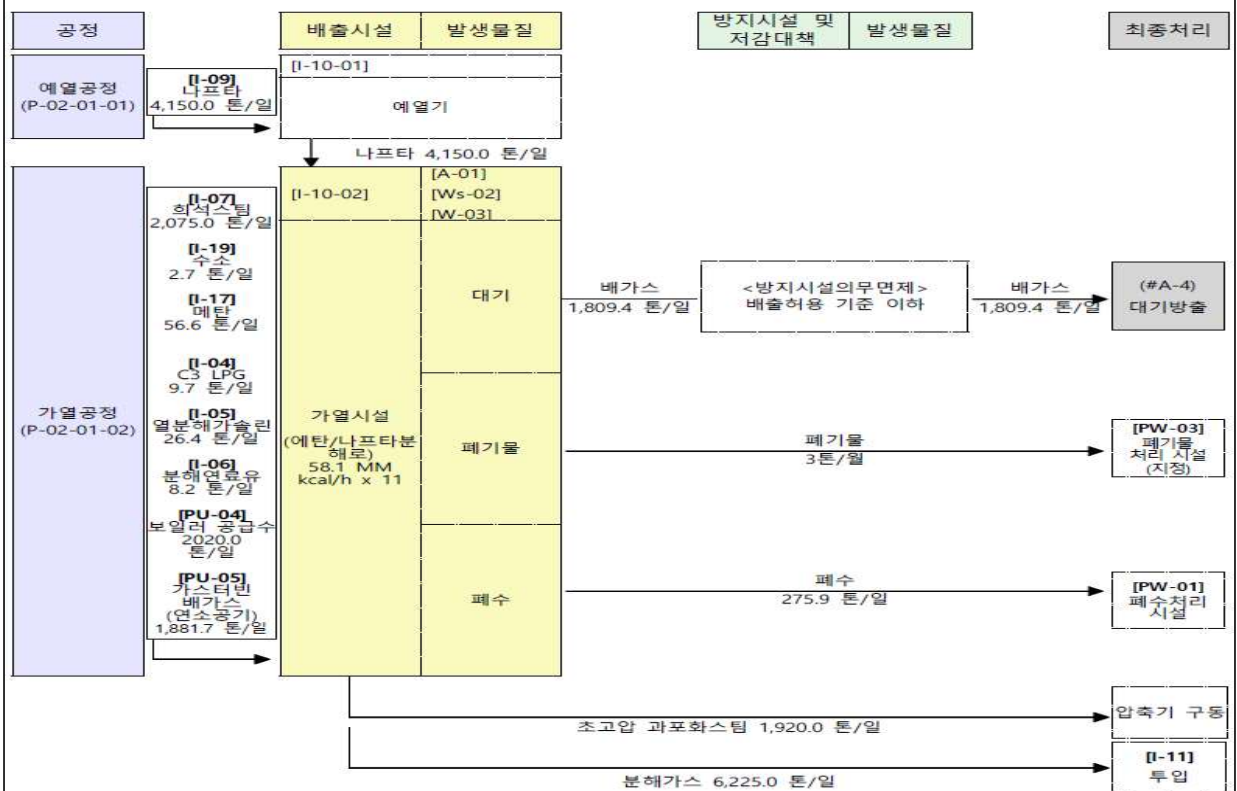 공정
배출시설
발생물질
방지시설 및
저감대책
발생물질
최종처리
예열공정
(P-02-01-01)
[I-09]
나프타
4,150.0 톤/일
[I-10-01]
예열기
나프타 4,150.0 톤/일
가열공정
(P-02-01-02)
[I-07]
희석스팀
2,075.0 톤/일
[I-19]
수소
2.7 톤/일
[I-17]
메탄
56.6 톤/일
[I-04]
C3 LPG
9.7 톤/일
[I-05]
열분해가솔린
26.4 톤/일
[I-06]
분해연료유
8.2 톤/일
[PU-04]
보일러 공급수
2020.0
톤/일
[PU-05]
가스터빈
배가스
(연소공기)
1,881.7 톤/일
[I-10-02]
[A-01]
[Ws-02]
[W-03]
가열시설
(에탄/나프타분
해로)
58.1 MM
kcal/h x 11
대기
배가스
1,809.4 톤/일
<방지시설의무면제>
배출허용 기준 이하
배가스
1,809.4 톤/일
(#A-4)
대기방출
폐기물
폐기물
3톤/월
[PW-03]
폐기물
처리 시설
(지정)
폐수
폐수
275.9 톤/일
[PW-01]
폐수처리
시설
초고압 과포화스팀 1,920.0 톤/일
압축기 구동
분해가스 6,225.0 톤/일
[I-11]
투입